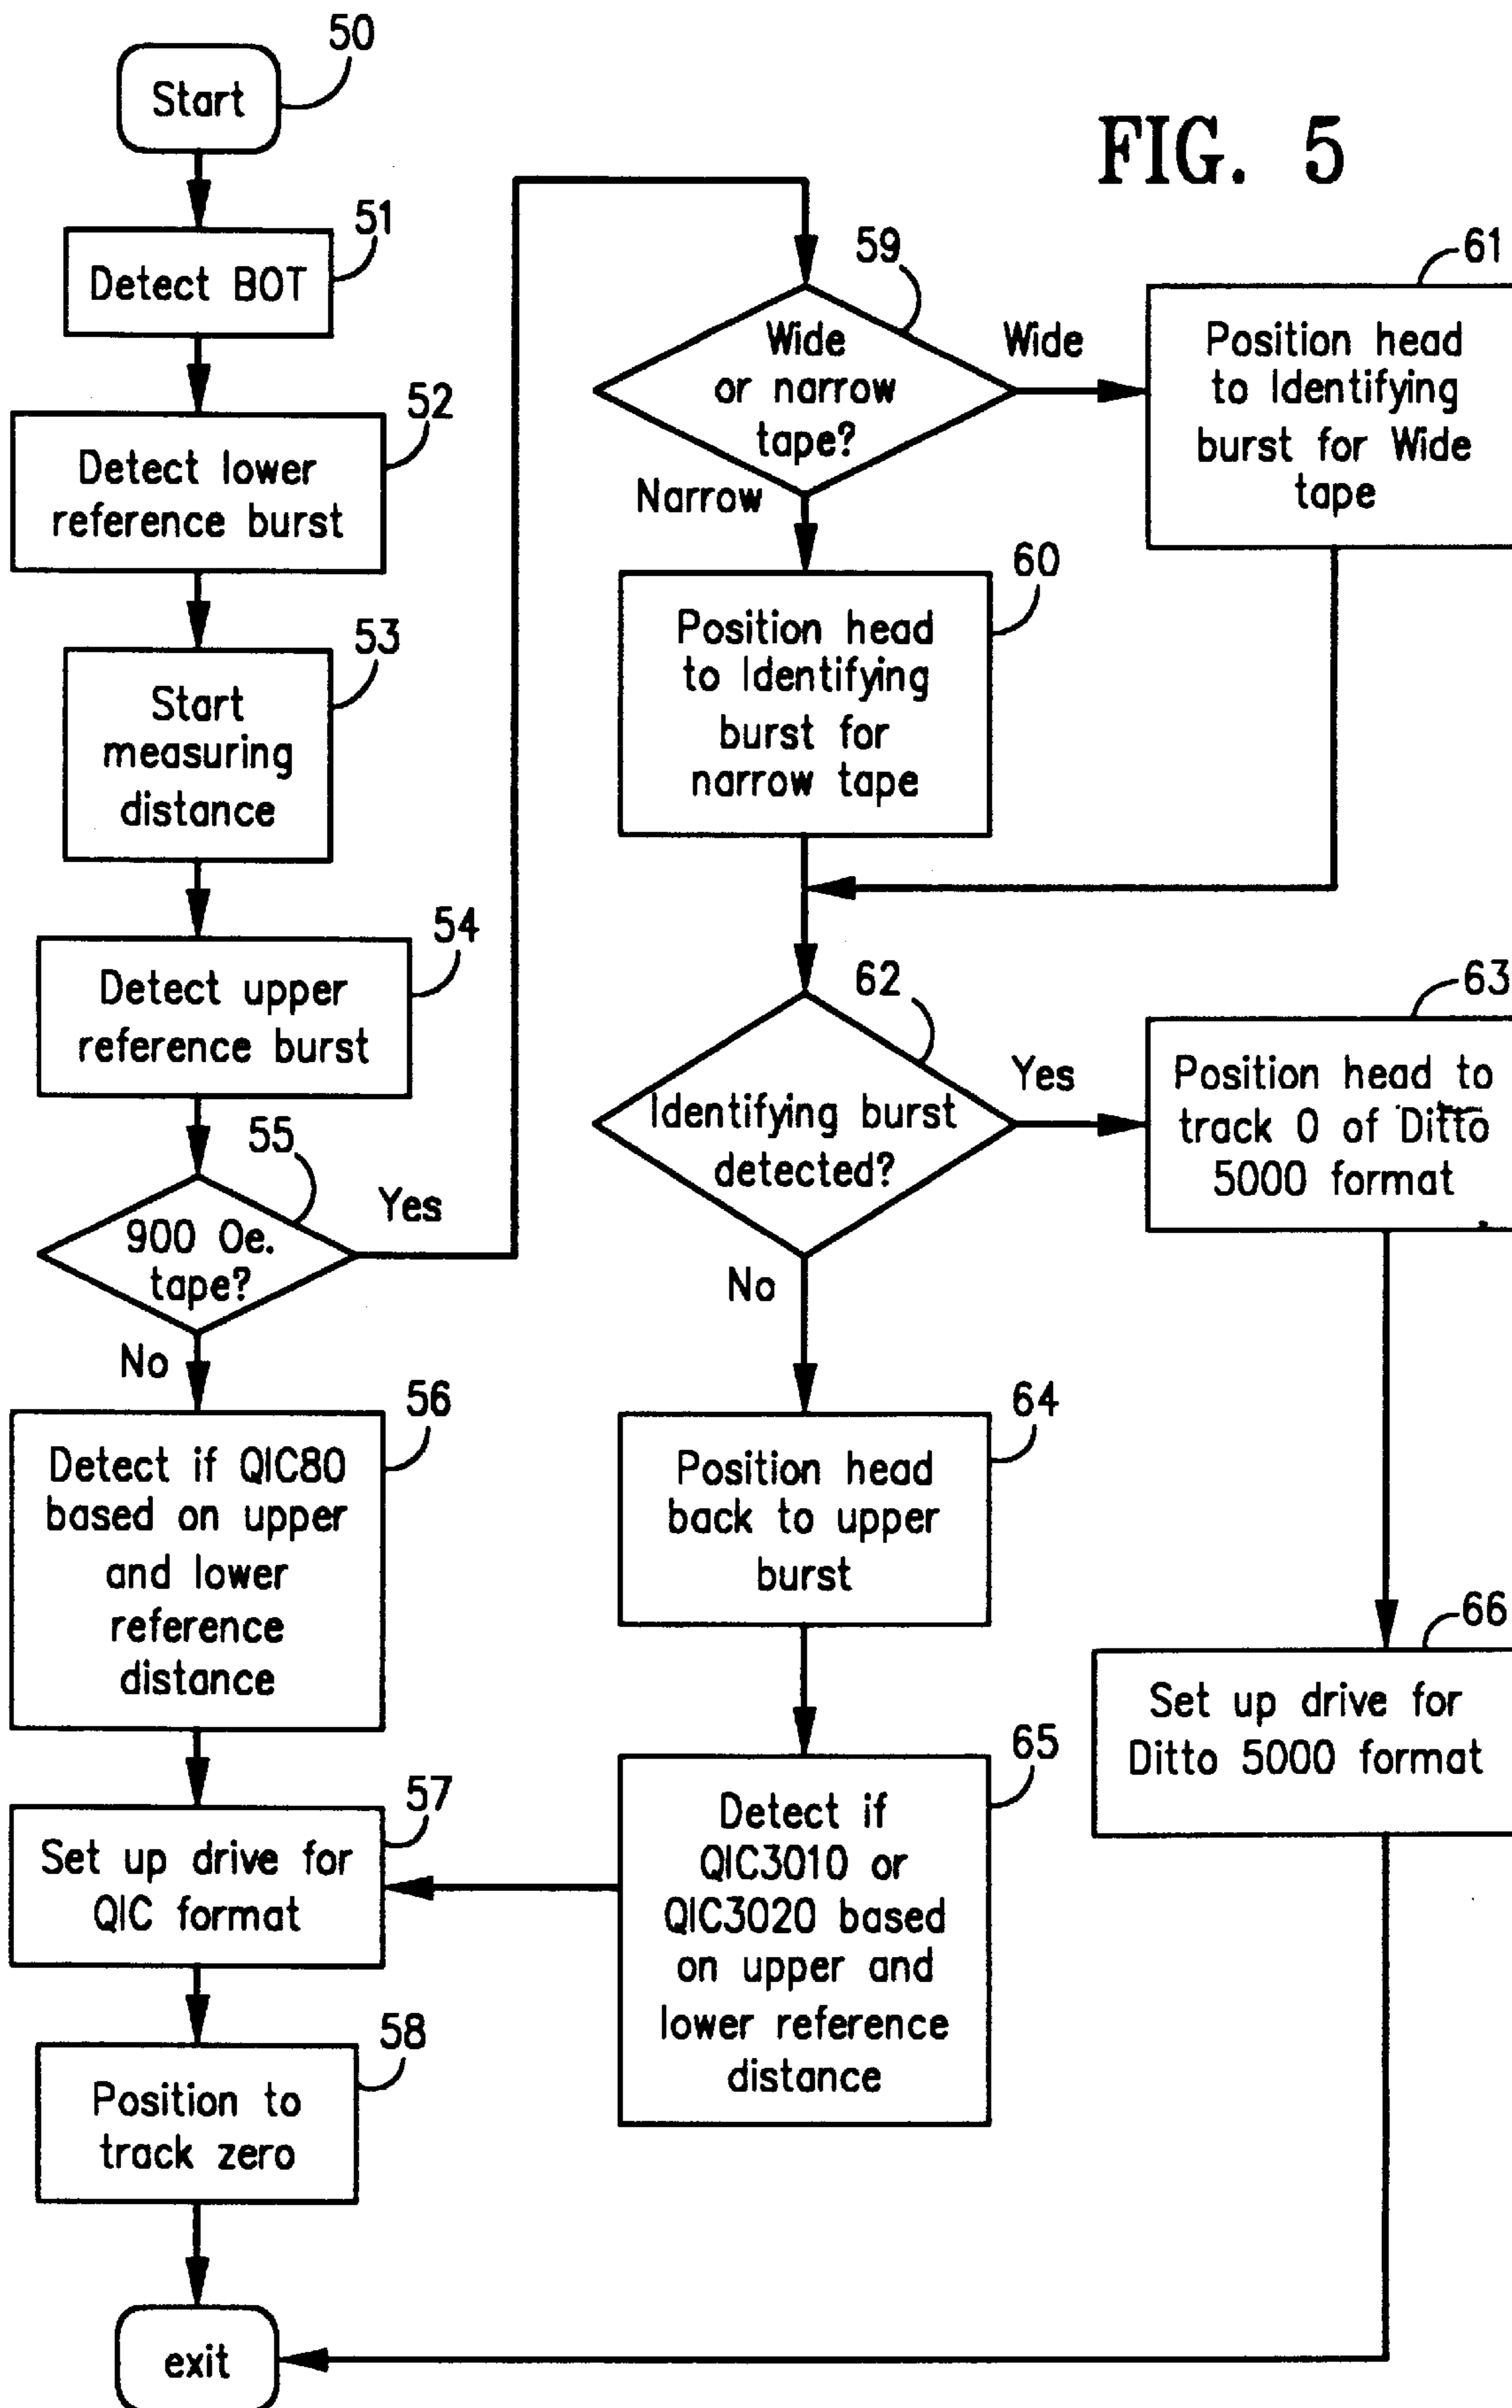 FIG. 5
50
Start
51
Detect BOT
52
Detect lower
reference burst
53
Start
measuring
distance
54
Detect upper
reference burst
55
900 Oe.
tape?
Yes
No
56
Detect if QIC80
based on upper
and lower
reference
distance
57
Set up drive for
QIC format
58
Position to
track zero
exit
59
Wide
or narrow
tape?
Wide
Narrow
61
Position head
to Identifying
burst for Wide
tape
60
Position head
to Identifying
burst for
narrow tape
62
Identifying burst
detected?
Yes
No
63
Position head to
track 0 of Ditto
5000 format
64
Position head
back to upper
burst
65
Detect if
QIC3010 or
QIC3020 based
on upper and
lower reference
distance
66
Set up drive for
Ditto 5000 format